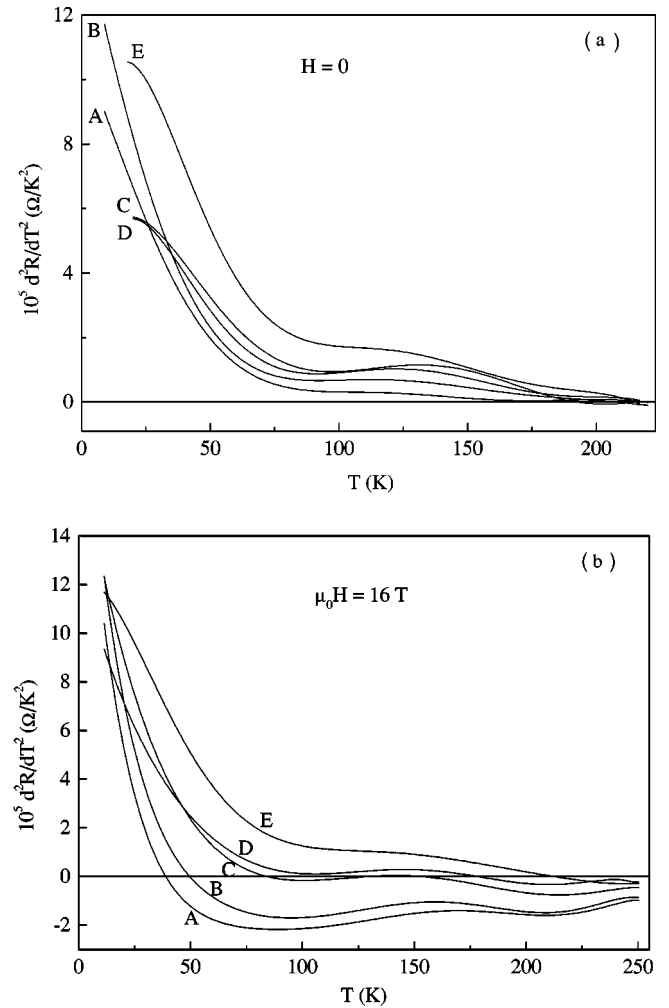 12
8
4
0
10⁵ d²R/dT² (Ω/K²)
B
E
A
C
D
( a )
H = 0
0 50 100 150 200
T (K)
14
12
10
8
6
4
2
0
-2
10⁵ d²R/dT² (Ω/K²)
( b )
μ₀H = 16 T
E
D
C
B
A
0 50 100 150 200 250
T (K)